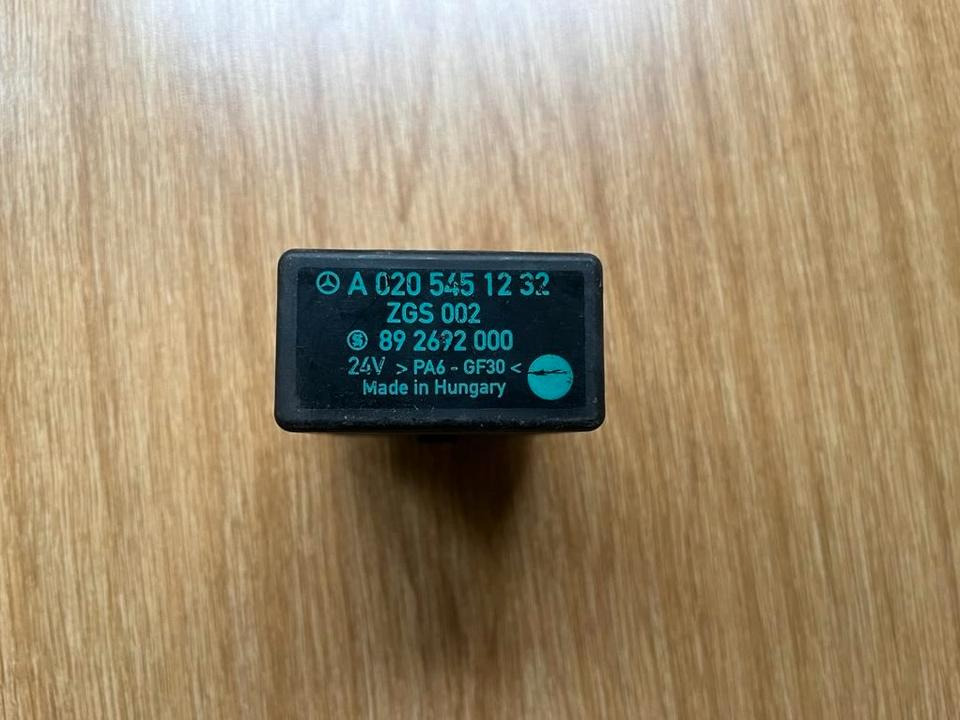 A 020 545 12 32
ZGS 002
89 2692 000
24V >PA6 - GF30<
Made in Hungary